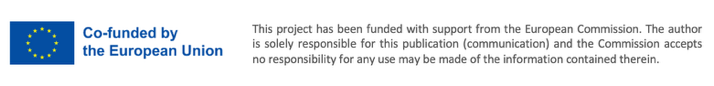 Co-funded by
the European Union
This project has been funded with support from the European Commission. The author
is solely responsible for this publication (communication) and the Commission accepts
no responsibility for any use may be made of the information contained therein.